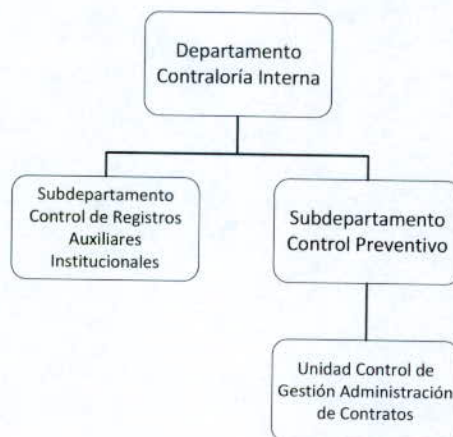 Departamento
Contraloría Interna
Subdepartamento
Control de Registros
Auxiliares
Institucionales
Subdepartamento
Control Preventivo
Unidad Control de
Gestión Administración
de Contratos